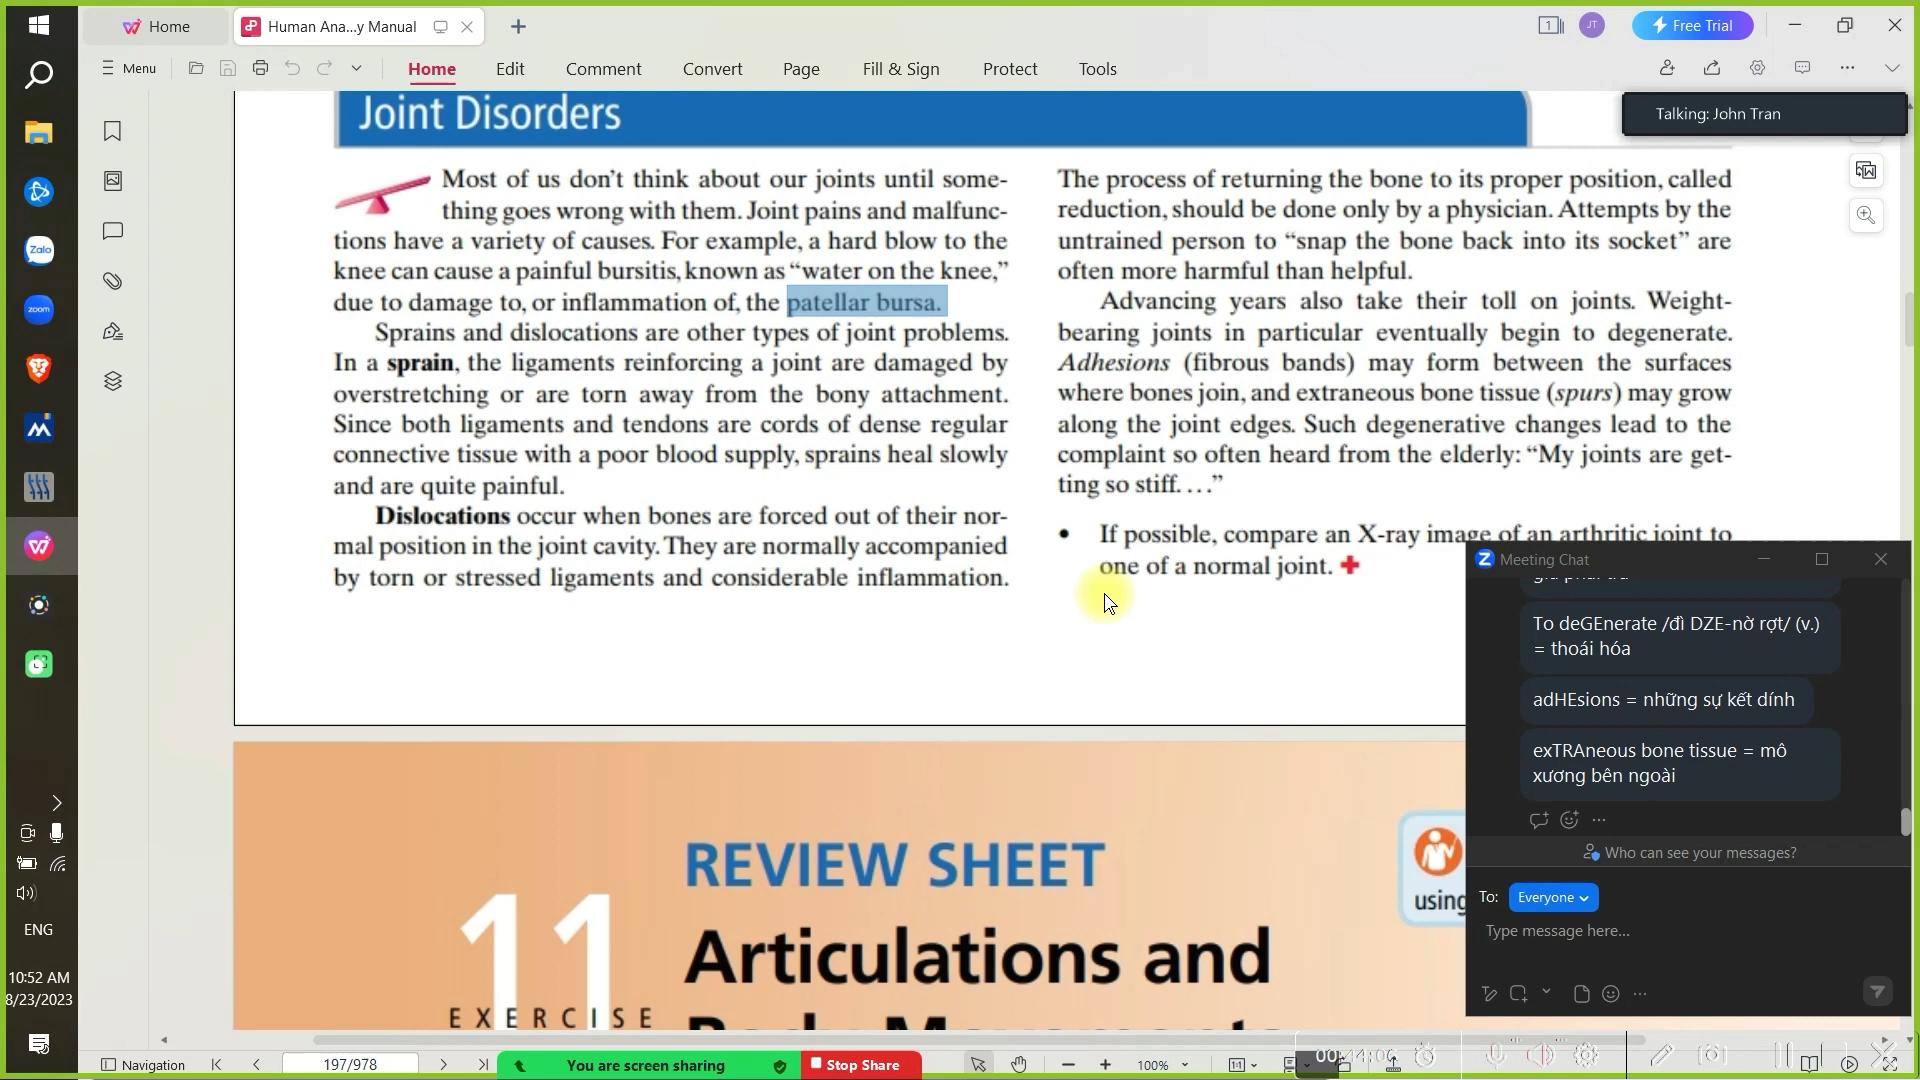 Home
Human Ana...y Manual
JT
Free Trial
Menu
Home
Edit
Comment
Convert
Page
Fill & Sign
Protect
Tools
Talking: John Tran
Joint Disorders
Most of us don't think about our joints until some-
thing goes wrong with them. Joint pains and malfunc-
tions have a variety of causes. For example, a hard blow to the
knee can cause a painful bursitis, known as “water on the knee,”
due to damage to, or inflammation of, the patellar bursa.
Sprains and dislocations are other types of joint problems.
In a sprain, the ligaments reinforcing a joint are damaged by
overstretching or are torn away from the bony attachment.
Since both ligaments and tendons are cords of dense regular
connective tissue with a poor blood supply, sprains heal slowly
and are quite painful.
Dislocations occur when bones are forced out of their nor-
mal position in the joint cavity. They are normally accompanied
by torn or stressed ligaments and considerable inflammation.
The process of returning the bone to its proper position, called
reduction, should be done only by a physician. Attempts by the
untrained person to “snap the bone back into its socket” are
often more harmful than helpful.
Advancing years also take their toll on joints. Weight-
bearing joints in particular eventually begin to degenerate.
Adhesions (fibrous bands) may form between the surfaces
where bones join, and extraneous bone tissue (spurs) may grow
along the joint edges. Such degenerative changes lead to the
complaint so often heard from the elderly: “My joints are get-
ting so stiff. . . .”
• If possible, compare an X-ray image of an arthritic joint to
one of a normal joint.
REVIEW SHEET
11
EXERCISE
Articulations and
using
Meeting Chat
To deGEnerate /đì DZE-nờ rợt/ (v.)
= thoái hóa
adHEsions = những sự kết dính
exTRAneous bone tissue = mô
xương bên ngoài
Who can see your messages?
To: Everyone
Type message here...
Zalo
zoom
ENG
10:52 AM
8/23/2023
Navigation
197/978
You are screen sharing
Stop Share
100%